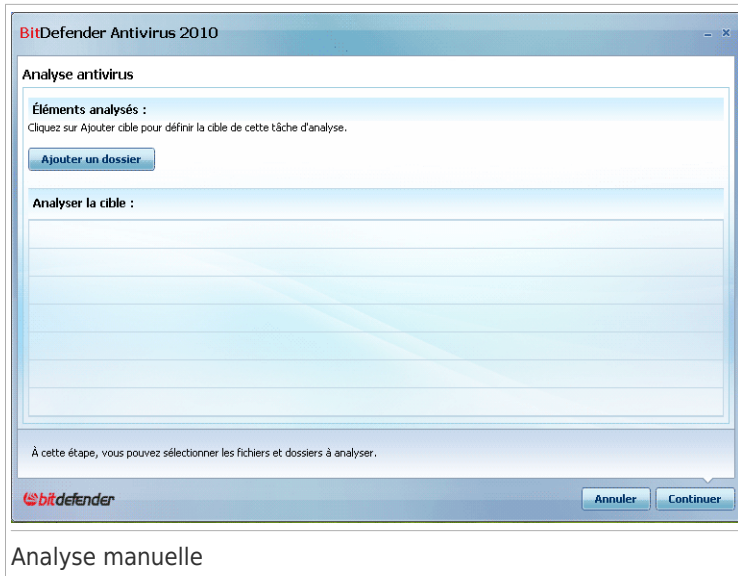 BitDefender Antivirus 2010
Analyse antivirus
Éléments analysés :
Cliquez sur Ajouter cible pour définir la cible de cette tâche d'analyse.
Ajouter un dossier
Analyser la cible :
À cette étape, vous pouvez sélectionner les fichiers et dossiers à analyser.
bitdefender
Annuler
Continuer
Analyse manuelle